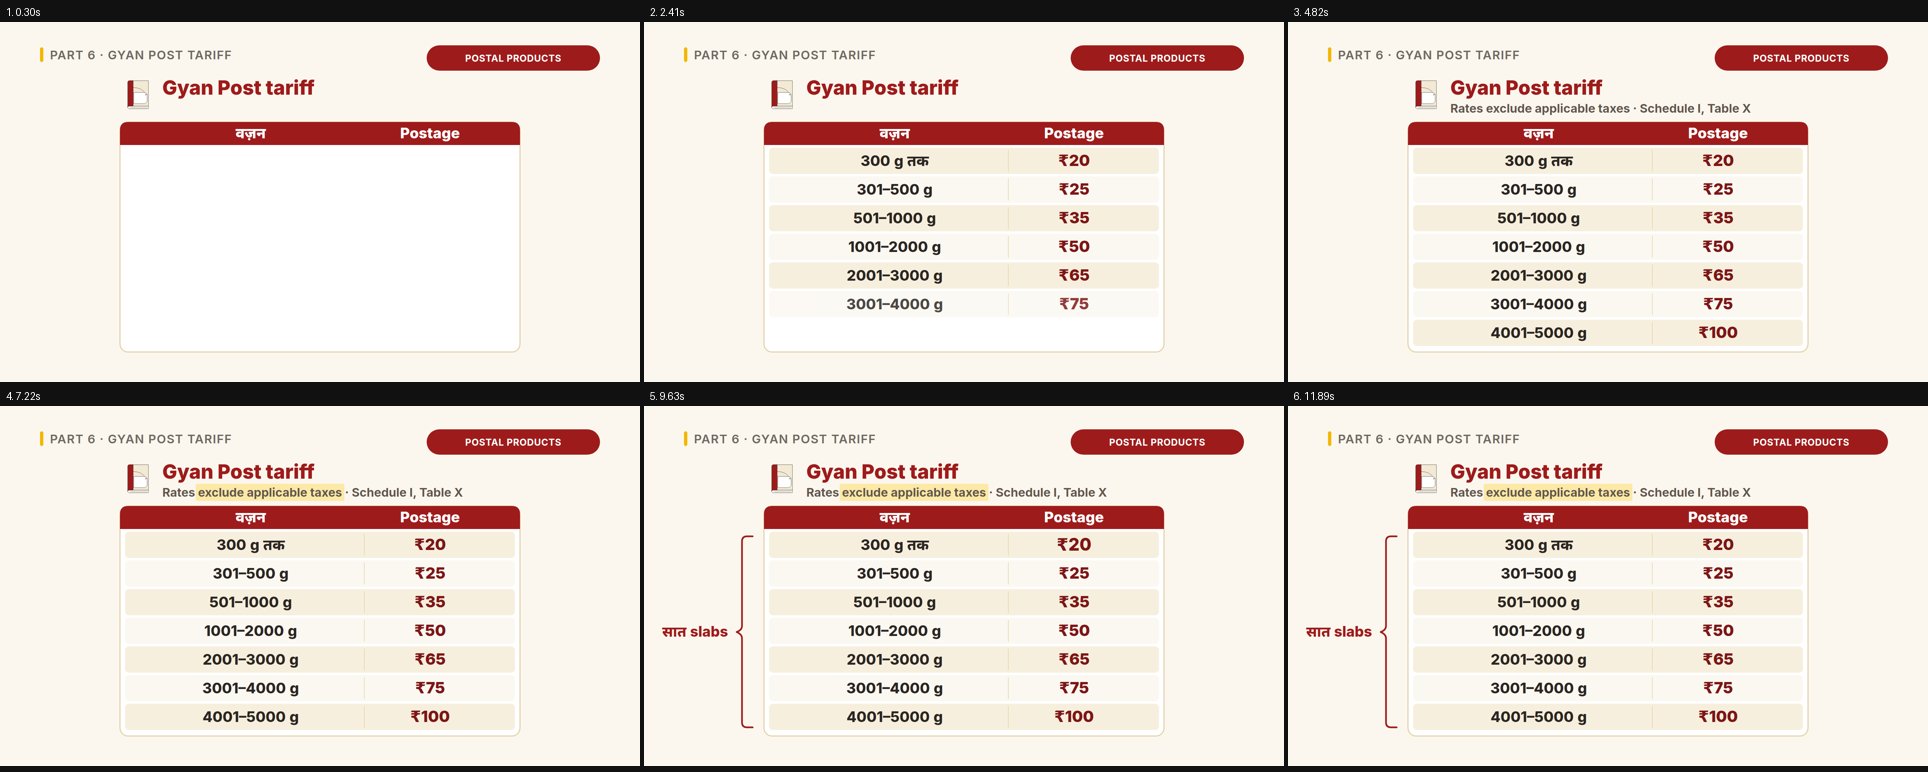 1. 0.30s
PART 6 · GYAN POST TARIFF
POSTAL PRODUCTS
Gyan Post tariff
वज़न Postage
2. 2.41s
PART 6 · GYAN POST TARIFF
POSTAL PRODUCTS
Gyan Post tariff
वज़न Postage
300 g तक ₹20
301–500 g ₹25
501–1000 g ₹35
1001–2000 g ₹50
2001–3000 g ₹65
3001–4000 g ₹75
3. 4.82s
PART 6 · GYAN POST TARIFF
POSTAL PRODUCTS
Gyan Post tariff
Rates exclude applicable taxes · Schedule I, Table X
वज़न Postage
300 g तक ₹20
301–500 g ₹25
501–1000 g ₹35
1001–2000 g ₹50
2001–3000 g ₹65
3001–4000 g ₹75
4001–5000 g ₹100
4. 7.22s
PART 6 · GYAN POST TARIFF
POSTAL PRODUCTS
Gyan Post tariff
Rates exclude applicable taxes · Schedule I, Table X
वज़न Postage
300 g तक ₹20
301–500 g ₹25
501–1000 g ₹35
1001–2000 g ₹50
2001–3000 g ₹65
3001–4000 g ₹75
4001–5000 g ₹100
5. 9.63s
PART 6 · GYAN POST TARIFF
POSTAL PRODUCTS
Gyan Post tariff
Rates exclude applicable taxes · Schedule I, Table X
वज़न Postage
300 g तक ₹20
301–500 g ₹25
501–1000 g ₹35
सात slabs
1001–2000 g ₹50
2001–3000 g ₹65
3001–4000 g ₹75
4001–5000 g ₹100
6. 11.89s
PART 6 · GYAN POST TARIFF
POSTAL PRODUCTS
Gyan Post tariff
Rates exclude applicable taxes · Schedule I, Table X
वज़न Postage
300 g तक ₹20
301–500 g ₹25
501–1000 g ₹35
सात slabs
1001–2000 g ₹50
2001–3000 g ₹65
3001–4000 g ₹75
4001–5000 g ₹100